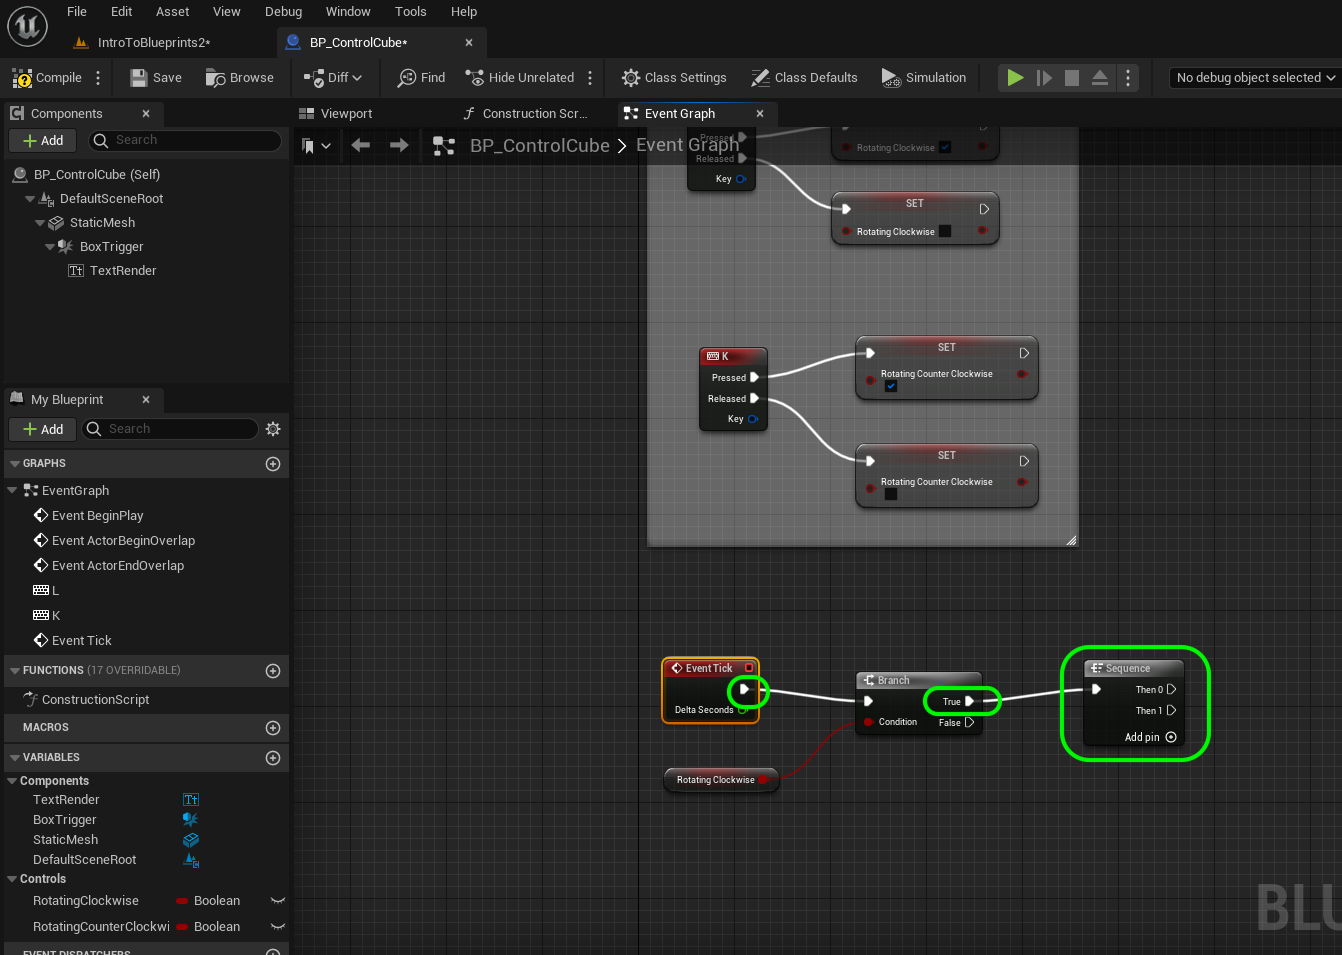 File Edit Asset View Debug Window Tools Help
IntroToBlueprints2* BP_ControlCube*
Compile Save Browse Diff Find Hide Unrelated Class Settings Class Defaults Simulation No debug object selected
Components
Add Search
BP_ControlCube (Self)
DefaultSceneRoot
StaticMesh
BoxTrigger
Tt TextRender
My Blueprint
Add Search
GRAPHS
EventGraph
Event BeginPlay
Event ActorBeginOverlap
Event ActorEndOverlap
L
K
Event Tick
FUNCTIONS (17 OVERRIDABLE)
ConstructionScript
MACROS
VARIABLES
Components
TextRender Tt
BoxTrigger
StaticMesh
DefaultSceneRoot
Controls
RotatingClockwise Boolean
RotatingCounterClockwi Boolean
EVENT DISPATCHERS
Viewport Construction Scr... Event Graph
BP_ControlCube > Event Graph
Pressed
Released
Key
Rotating Clockwise
SET
Rotating Clockwise
K
Pressed
Released
Key
SET
Rotating Counter Clockwise
SET
Rotating Counter Clockwise
Event Tick
Delta Seconds
Rotating Clockwise
Branch
True
Condition
False
Sequence
Then 0
Then 1
Add pin
BLU